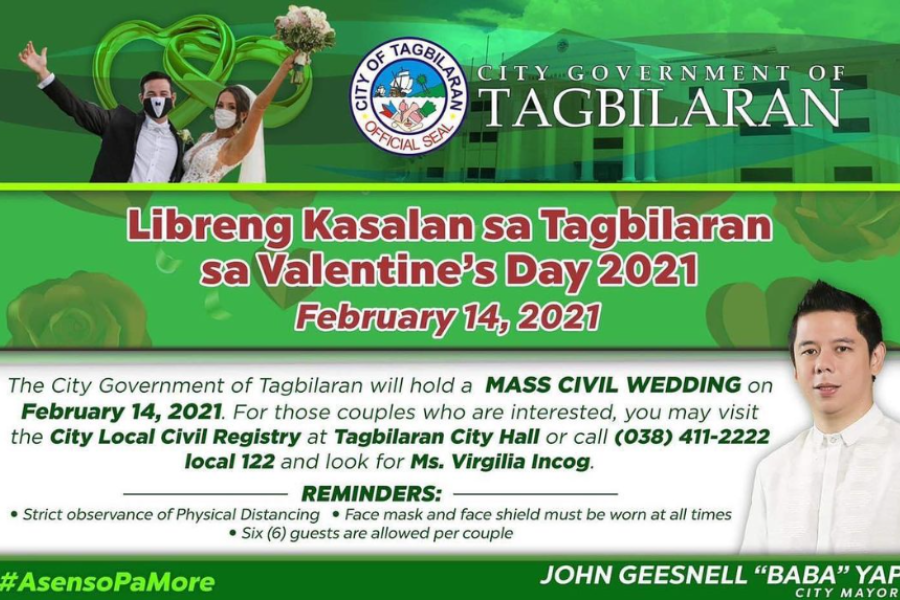 CITY OF TAGBILARAN
OFFICIAL SEAL
CITY GOVERNMENT OF
TAGBILARAN
Libreng Kasalan sa Tagbilaran
sa Valentine's Day 2021
February 14, 2021
The City Government of Tagbilaran will hold a MASS CIVIL WEDDING on
February 14, 2021. For those couples who are interested, you may visit
the City Local Civil Registry at Tagbilaran City Hall or call (038) 411-2222
local 122 and look for Ms. Virgilia Incog.
REMINDERS:
• Strict observance of Physical Distancing • Face mask and face shield must be worn at all times
• Six (6) guests are allowed per couple
#AsensoPaMore
JOHN GEESNELL "BABA" YAP
CITY MAYOR